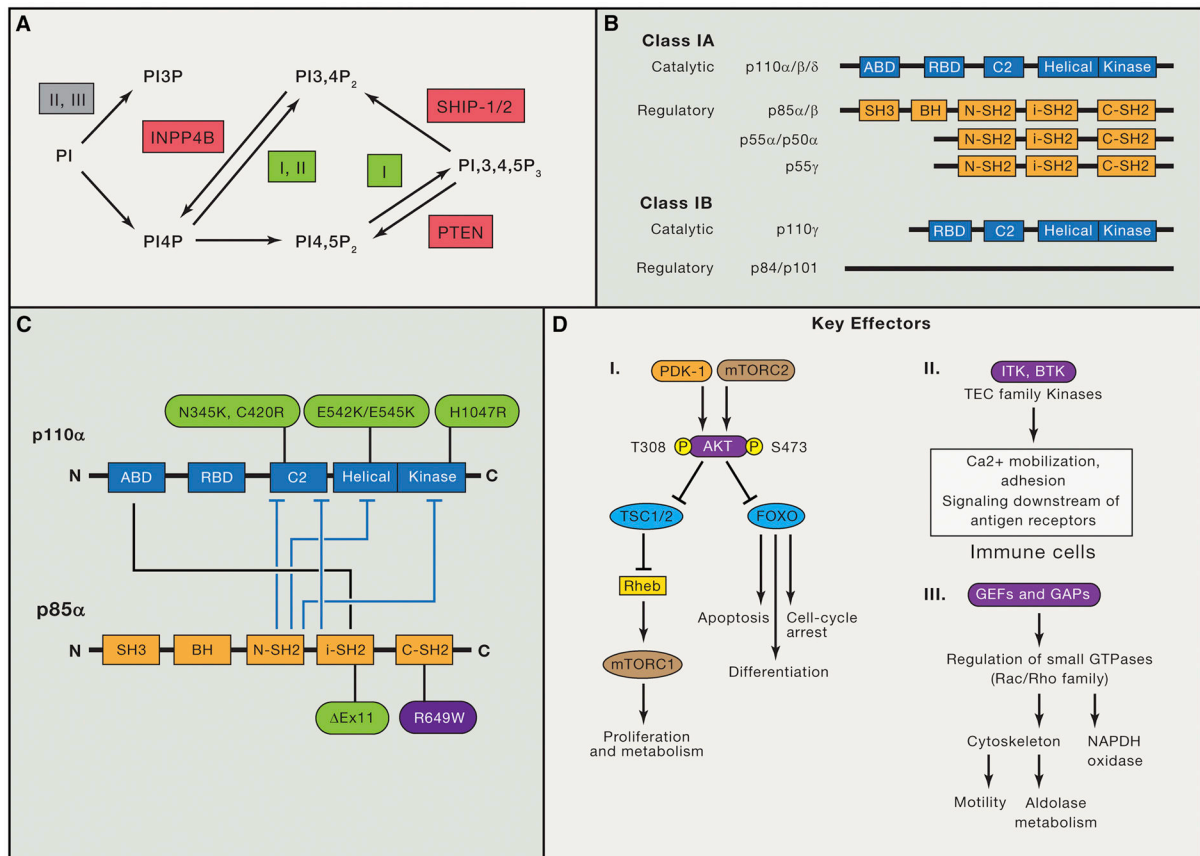 A
PI3P
PI3,4P2
II, III
SHIP-1/2
INPP4B
PI
I, II
I
PI,3,4,5P3
PI4P
PI4,5P2
PTEN
B
Class IA
Catalytic p110α/β/δ ABD RBD C2 Helical Kinase
Regulatory p85α/β SH3 BH N-SH2 i-SH2 C-SH2
p55α/p50α N-SH2 i-SH2 C-SH2
p55γ N-SH2 i-SH2 C-SH2
Class IB
Catalytic p110γ RBD C2 Helical Kinase
Regulatory p84/p101
C
N345K, C420R E542K/E545K H1047R
p110α
N ABD RBD C2 Helical Kinase C
p85α
N SH3 BH N-SH2 i-SH2 C-SH2 C
ΔEx11 R649W
D
Key Effectors
I.
PDK-1 mTORC2
T308 P AKT P S473
TSC1/2 FOXO
Rheb
Apoptosis Cell-cycle
arrest
mTORC1
Differentiation
Proliferation
and metabolism
II.
ITK, BTK
TEC family Kinases
Ca2+ mobilization,
adhesion
Signaling downstream of
antigen receptors
Immune cells
III.
GEFs and GAPs
Regulation of small GTPases
(Rac/Rho family)
Cytoskeleton NAPDH
oxidase
Motility Aldolase
metabolism